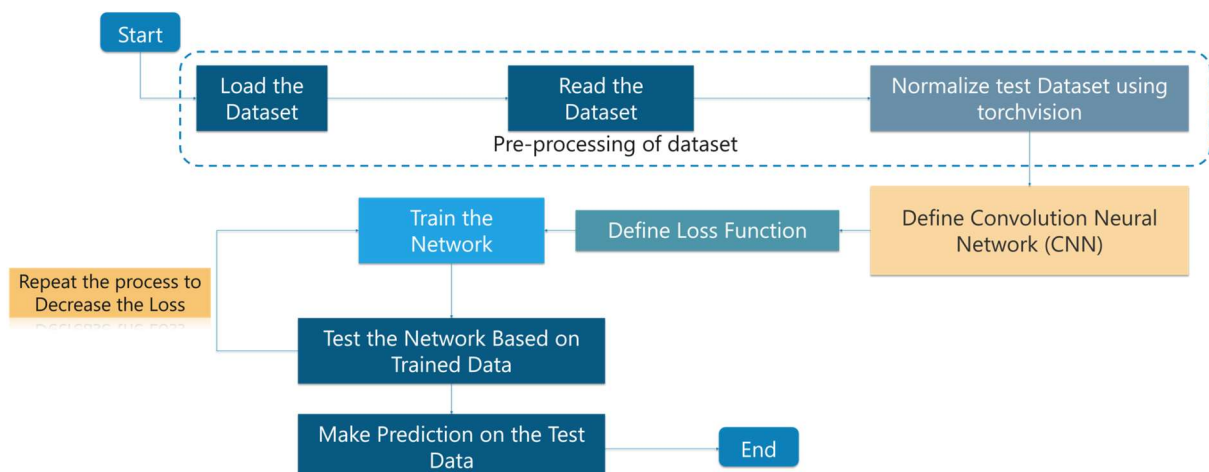 Start
Load the
Dataset
Read the
Dataset
Normalize test Dataset using
torchvision
Pre-processing of dataset
Define Convolution Neural
Network (CNN)
Define Loss Function
Train the
Network
Repeat the process to
Decrease the Loss
Test the Network Based on
Trained Data
Make Prediction on the Test
Data
End